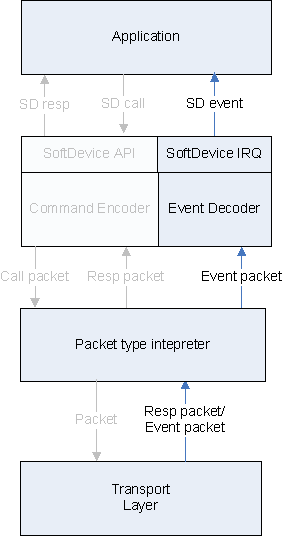 Application
SD resp
SD call
SD event
SoftDevice API
SoftDevice IRQ
Command Encoder
Event Decoder
Call packet
Resp packet
Event packet
Packet type intepreter
Packet
Resp packet/
Event packet
Transport
Layer